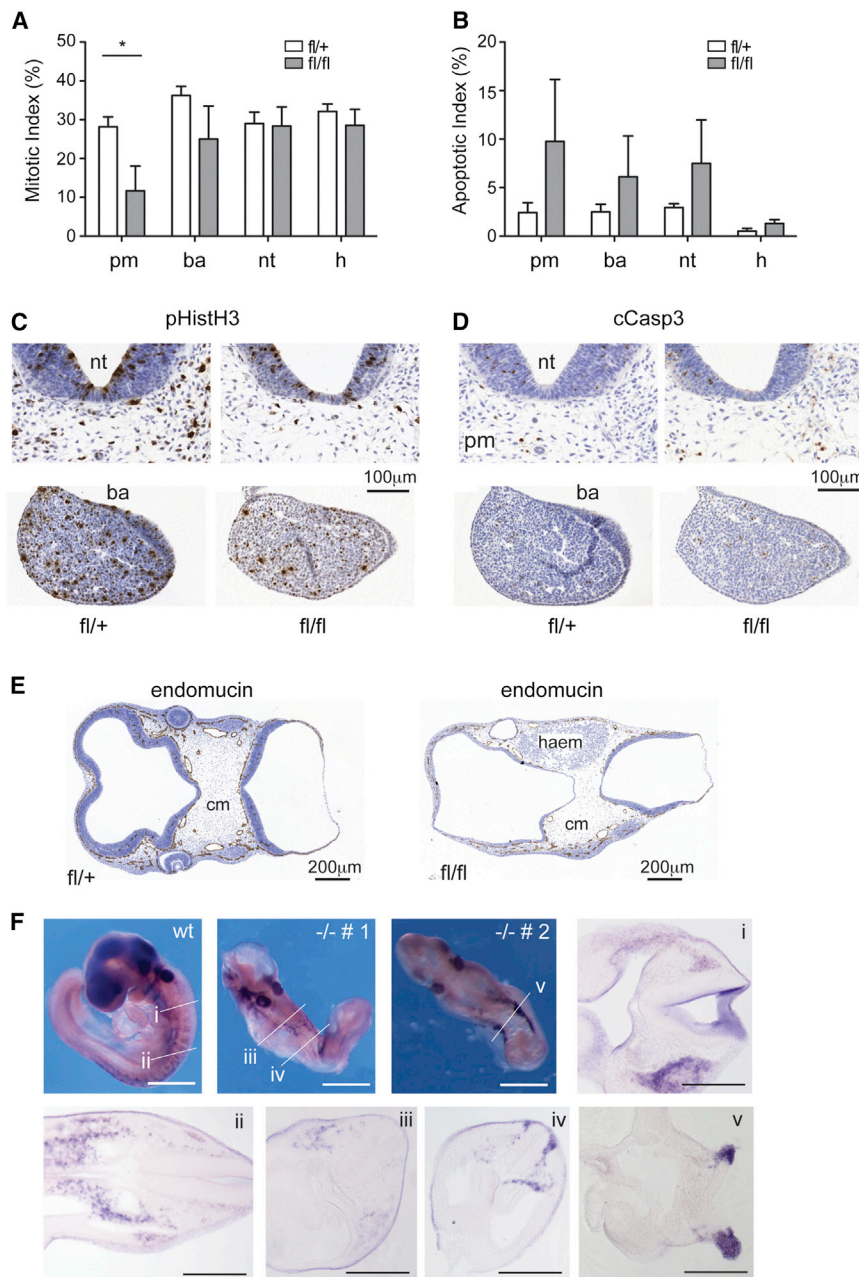 A
Mitotic Index (%)
50
40
30
20
10
0
*
fl/+
fl/fl
pm ba nt h
B
Apoptotic Index (%)
20
15
10
5
0
fl/+
fl/fl
pm ba nt h
C
pHistH3
nt
ba
100μm
fl/+ fl/fl
D
cCasp3
nt
pm
ba
100μm
fl/+ fl/fl
E
endomucin
cm
fl/+
200μm
endomucin
haem
cm
fl/fl
200μm
F
wt
i
ii
-/- # 1
iii
iv
-/- # 2
v
i
ii
iii
iv
v